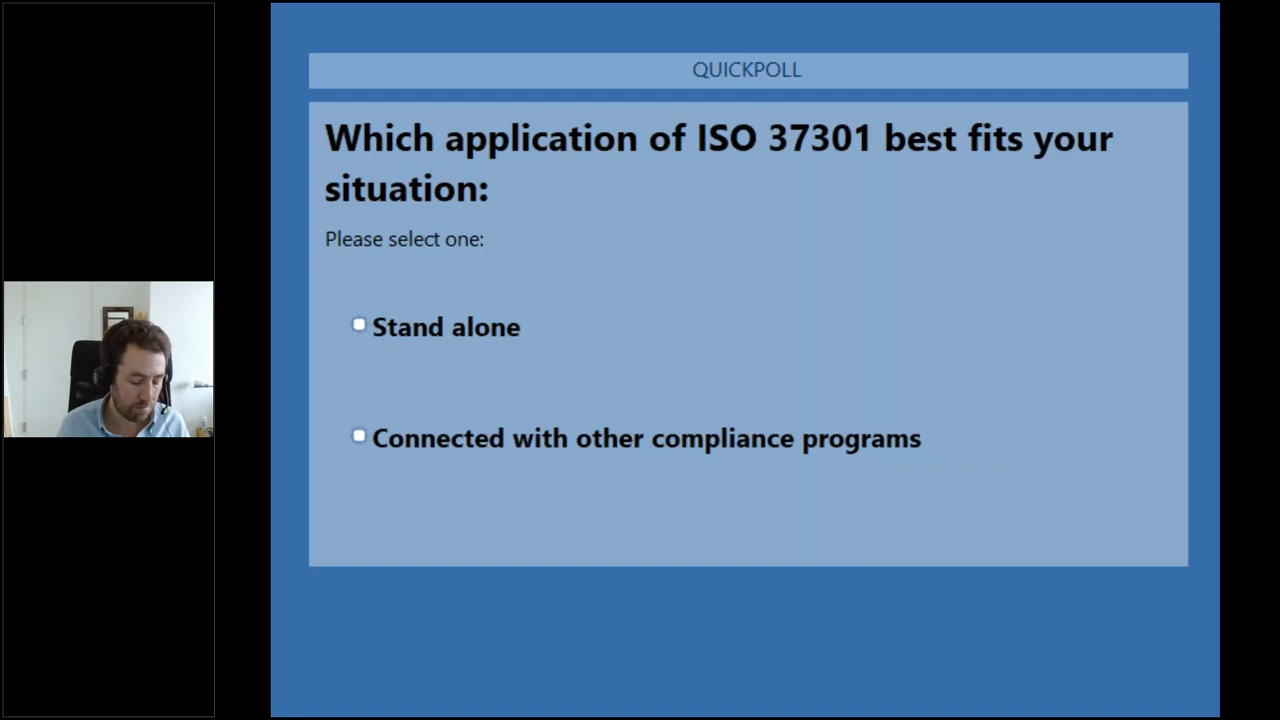 QUICKPOLL
Which application of ISO 37301 best fits your
situation:
Please select one:
Stand alone
Connected with other compliance programs